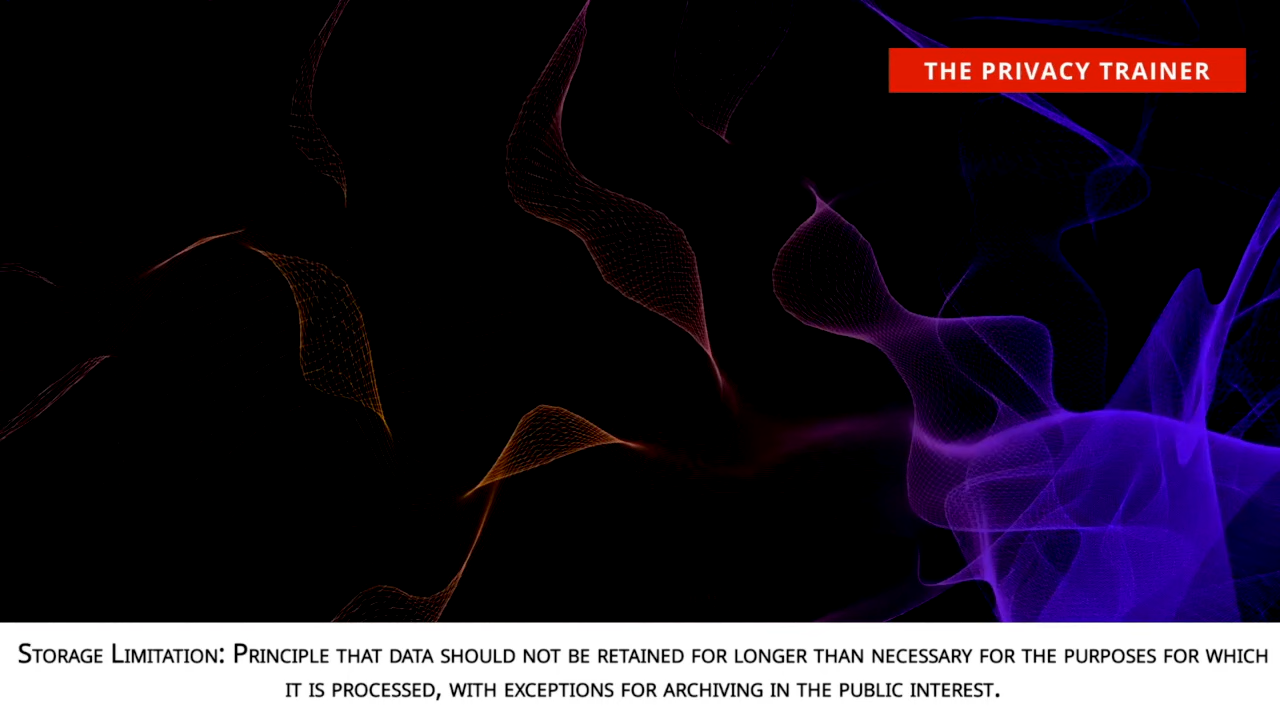 THE PRIVACY TRAINER
Storage Limitation: Principle that data should not be retained for longer than necessary for the purposes for which
it is processed, with exceptions for archiving in the public interest.